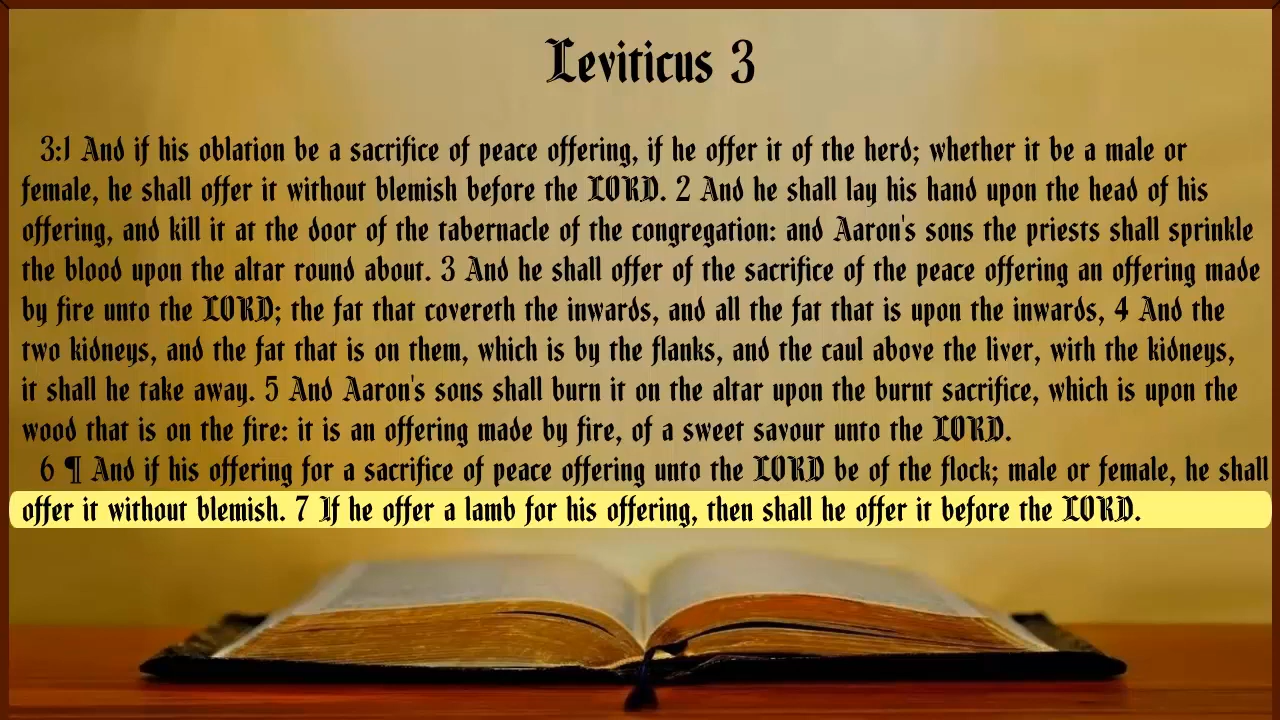 Leviticus 3
3:1 And if his oblation be a sacrifice of peace offering, if he offer it of the herd; whether it be a male or
female, he shall offer it without blemish before the LORD. 2 And he shall lay his hand upon the head of his
offering, and kill it at the door of the tabernacle of the congregation: and Aaron's sons the priests shall sprinkle
the blood upon the altar round about. 3 And he shall offer of the sacrifice of the peace offering an offering made
by fire unto the LORD; the fat that covereth the inwards, and all the fat that is upon the inwards, 4 And the
two kidneys, and the fat that is on them, which is by the flanks, and the caul above the liver, with the kidneys,
it shall he take away. 5 And Aaron's sons shall burn it on the altar upon the burnt sacrifice, which is upon the
wood that is on the fire: it is an offering made by fire, of a sweet savour unto the LORD.
6 ¶ And if his offering for a sacrifice of peace offering unto the LORD be of the flock; male or female, he shall
offer it without blemish. 7 If he offer a lamb for his offering, then shall he offer it before the LORD.